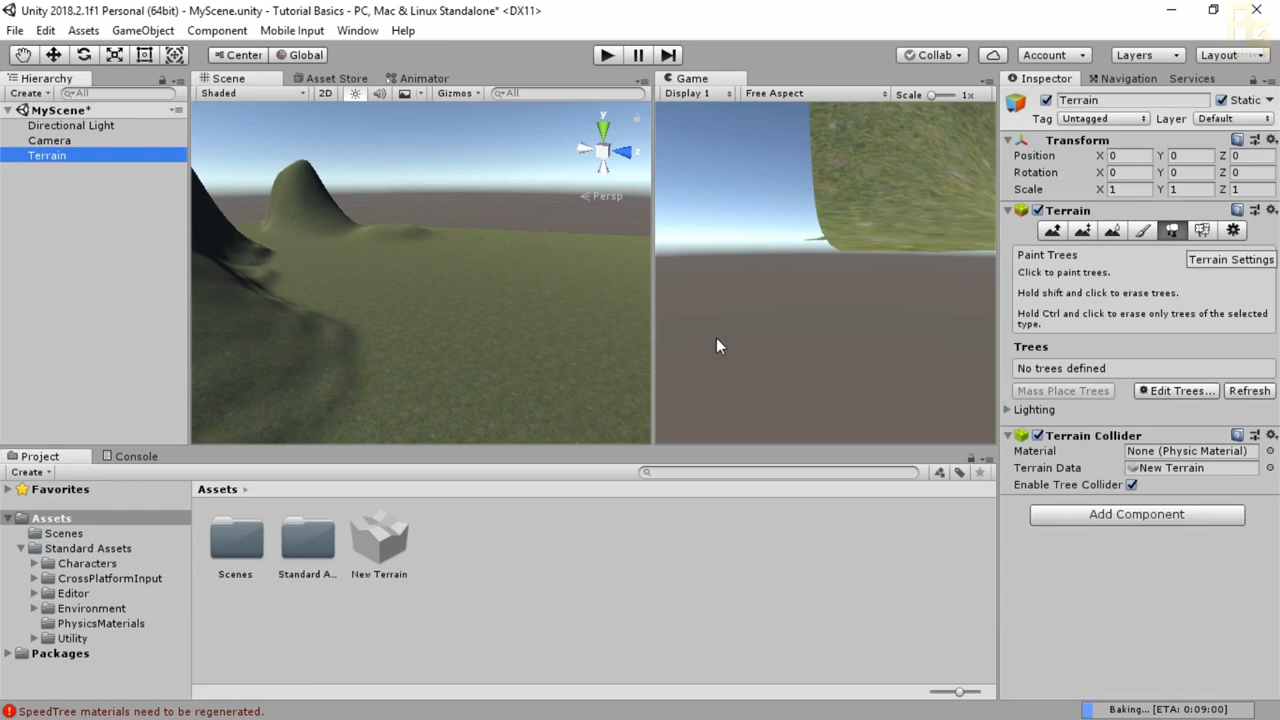 Unity 2018.2.1f1 Personal (64bit) - MyScene.unity - Tutorial Basics - PC, Mac & Linux Standalone* <DX11>
File Edit Assets GameObject Component Mobile Input Window Help
Center Global Collab Account Layers Layout
Hierarchy Scene Asset Store Animator Game Inspector Navigation Services
Create All Shaded 2D Gizmos All Display 1 Free Aspect Scale 1x Terrain Static
MyScene*
Tag Untagged Layer Default
Directional Light
Camera
Transform
Terrain
Position X 0 Y 0 Z 0
Rotation X 0 Y 0 Z 0
Scale X 1 Y 1 Z 1
y
z
Persp
Terrain
Paint Trees
Terrain Settings
Click to paint trees.
Hold shift and click to erase trees.
Hold Ctrl and click to erase only trees of the selected
type.
Trees
No trees defined
Mass Place Trees Edit Trees... Refresh
Lighting
Terrain Collider
Material None (Physic Material)
Terrain Data New Terrain
Enable Tree Collider
Add Component
Project Console
Create
Favorites
Assets
Assets
Scenes
Standard Assets
Characters
CrossPlatformInput
Editor
Environment
PhysicsMaterials
Utility
Packages
Scenes Standard A... New Terrain
SpeedTree materials need to be regenerated.
Baking... [ETA: 0:09:00]